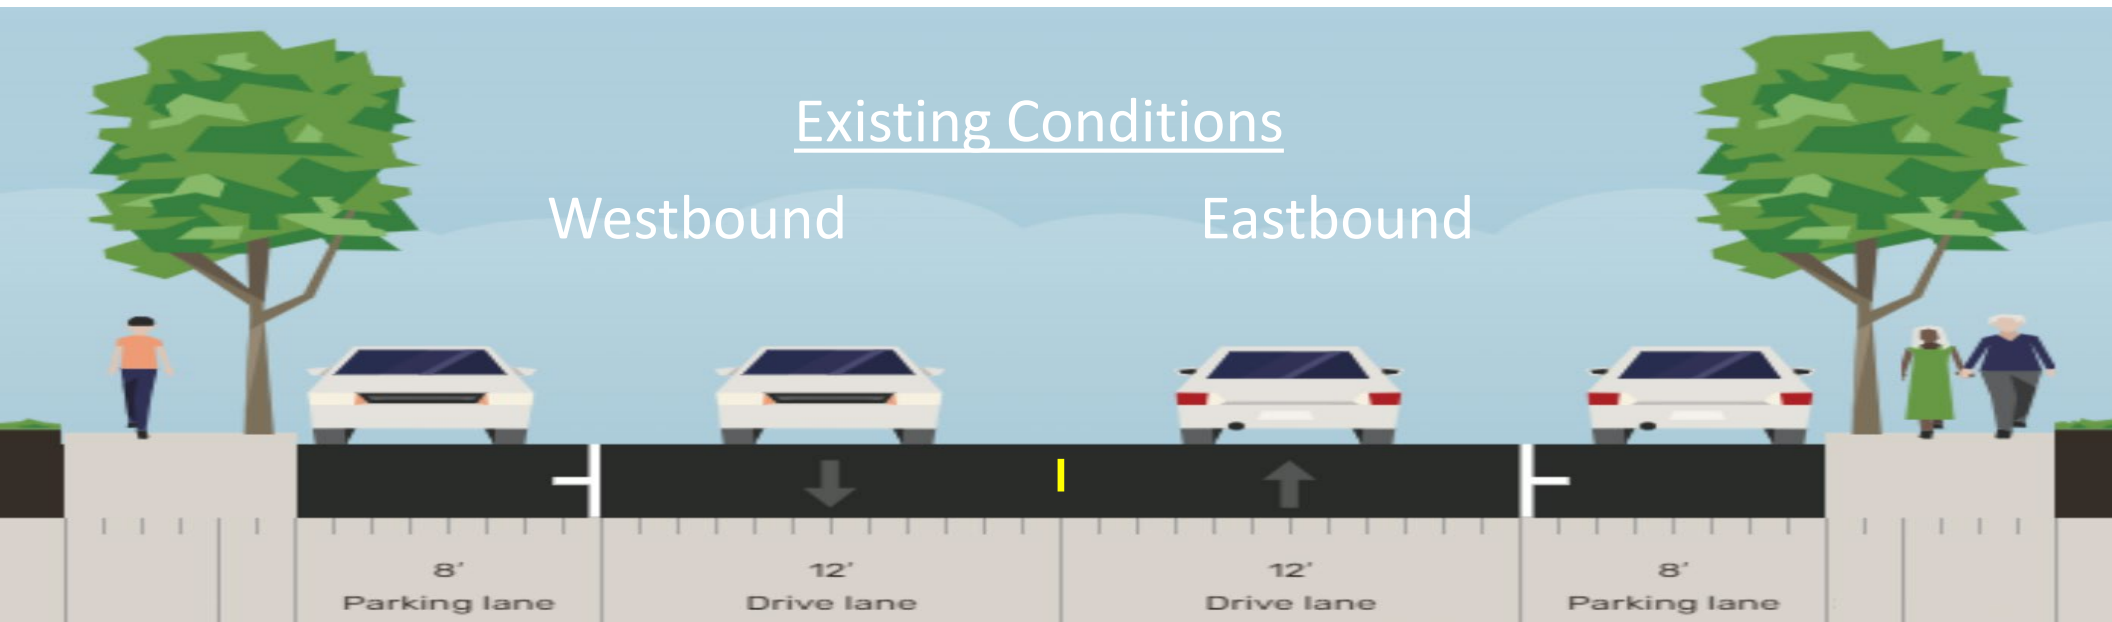 Existing Conditions
Westbound
Eastbound
8′
Parking lane
12′
Drive lane
12′
Drive lane
8′
Parking lane